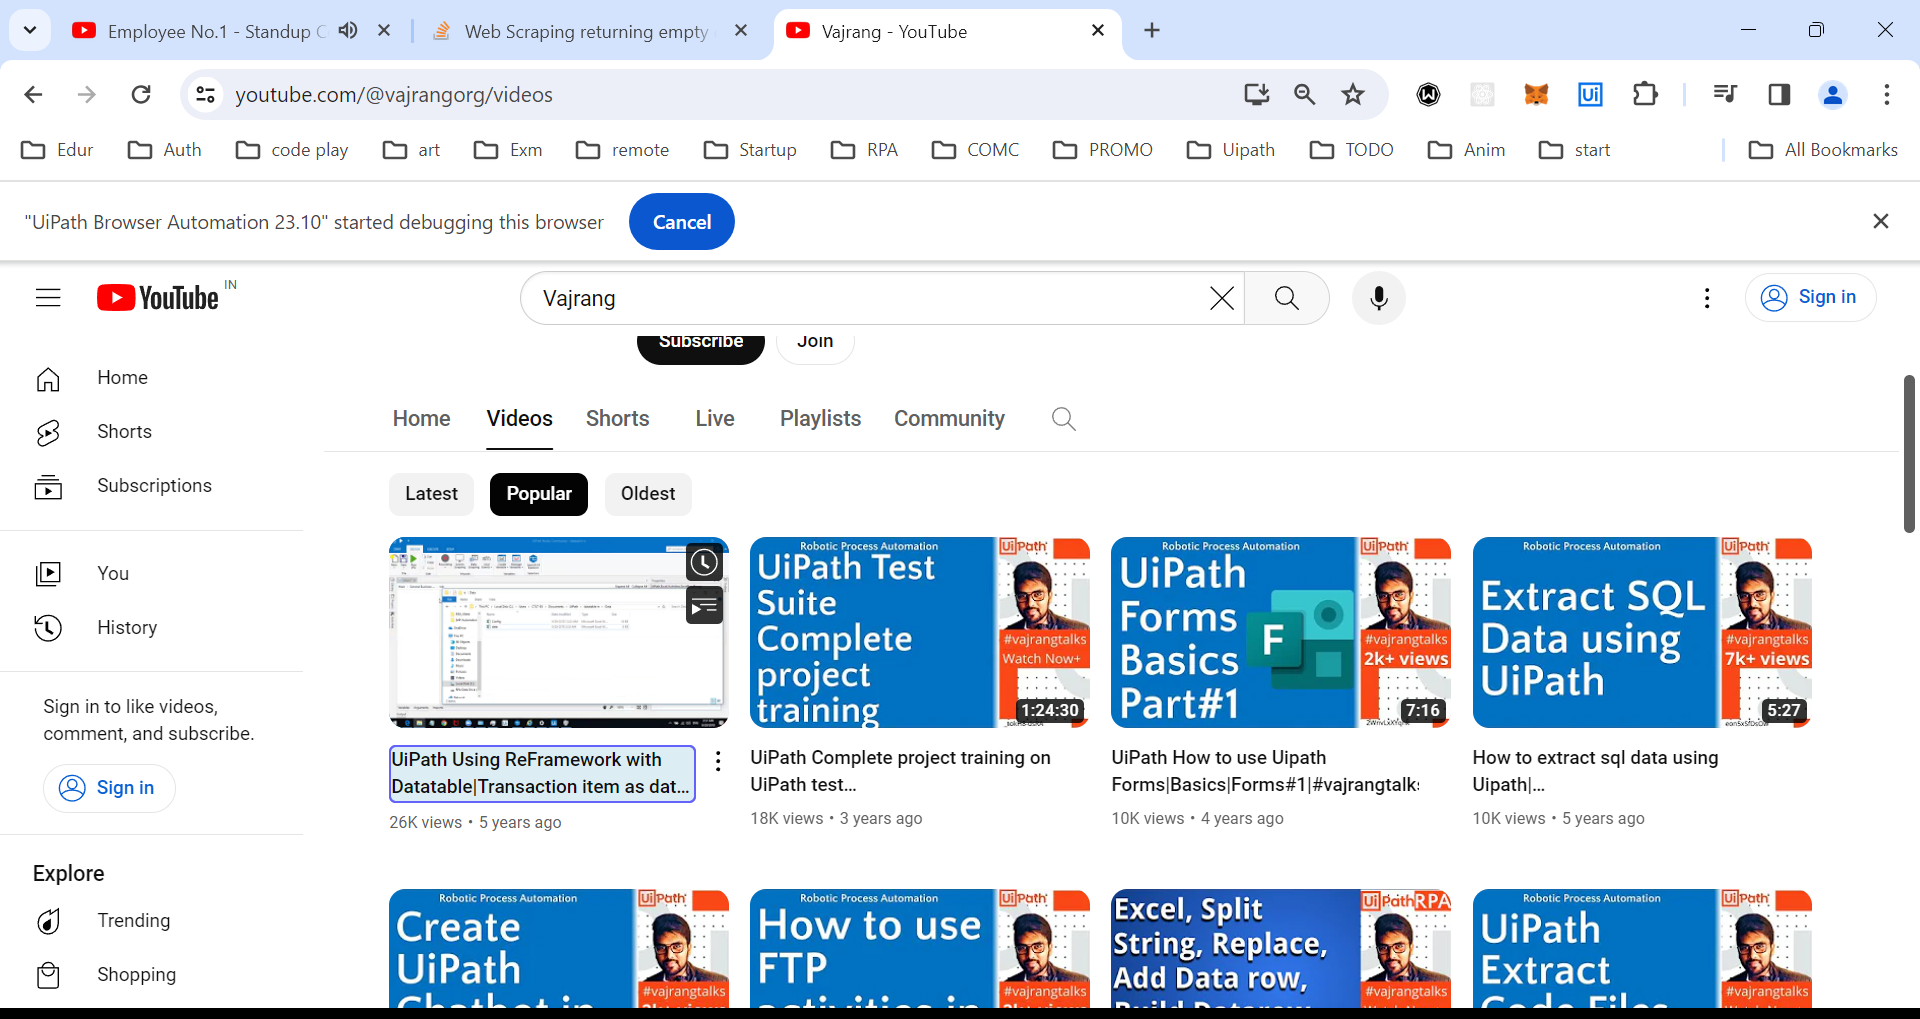 Employee No.1 - Standup C
Web Scraping returning empty
Vajrang - YouTube
youtube.com/@vajrangorg/videos
Edur
Auth
code play
art
Exm
remote
Startup
RPA
COMC
PROMO
Uipath
TODO
Anim
start
All Bookmarks
"UiPath Browser Automation 23.10" started debugging this browser
Cancel
YouTube IN
Vajrang
Sign in
Subscribe
Join
Home
Shorts
Subscriptions
You
History
Sign in to like videos,
comment, and subscribe.
Sign in
Explore
Trending
Shopping
Home
Videos
Shorts
Live
Playlists
Community
Latest
Popular
Oldest
UiPath Using ReFramework with
Datatable|Transaction item as dat...
26K views • 5 years ago
Robotic Process Automation
UiPath
UiPath Test
Suite
Complete
project
training
#vajrangtalks
Watch Now+
1:24:30
UiPath Complete project training on
UiPath test...
18K views • 3 years ago
Robotic Process Automation
UiPath
UiPath
Forms
Basics
Part#1
F
#vajrangtalks
2k+ views
7:16
UiPath How to use Uipath
Forms|Basics|Forms#1|#vajrangtalks
10K views • 4 years ago
Robotic Process Automation
UiPath
Extract SQL
Data using
UiPath
#vajrangtalks
7k+ views
5:27
How to extract sql data using
Uipath|...
10K views • 5 years ago
Robotic Process Automation
UiPath
Create
UiPath
Chatbot in
#vajrangtalks
Robotic Process Automation
UiPath
How to use
FTP
activities in
#vajrangtalks
Excel, Split
String, Replace,
Add Data row,
Build Datarow
UiPath RPA
#vajrangtalks
Robotic Process Automation
UiPath
UiPath
Extract
Code Files
#vajrangtalks